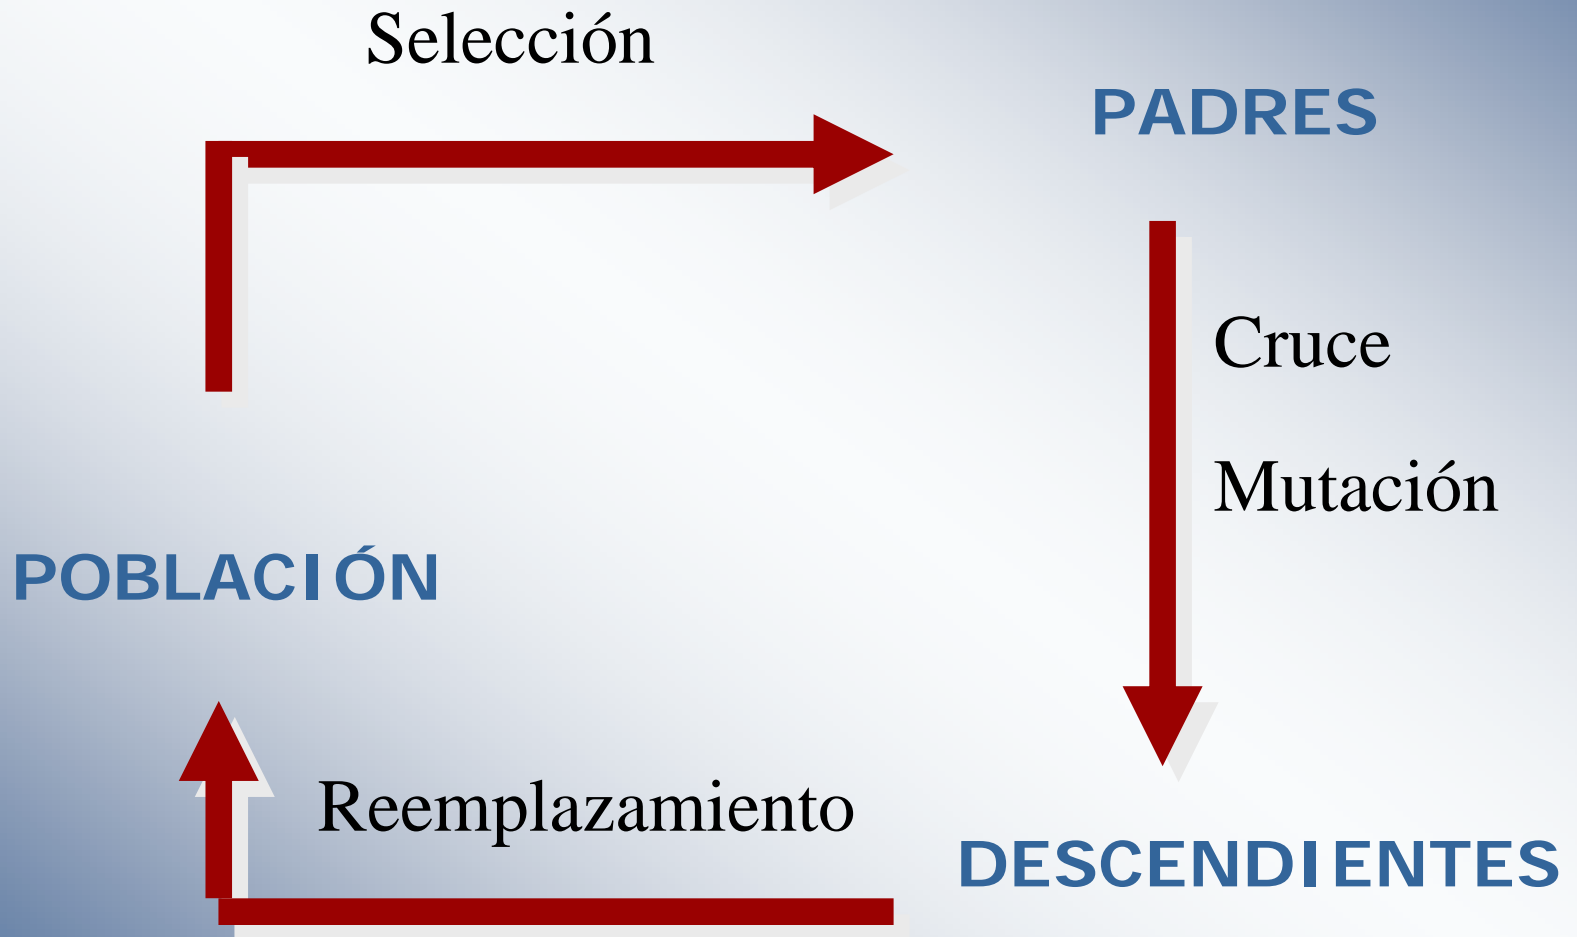 Selección
PADRES
Cruce
Mutación
POBLACIÓN
Reemplazamiento
DESCENDIENTES